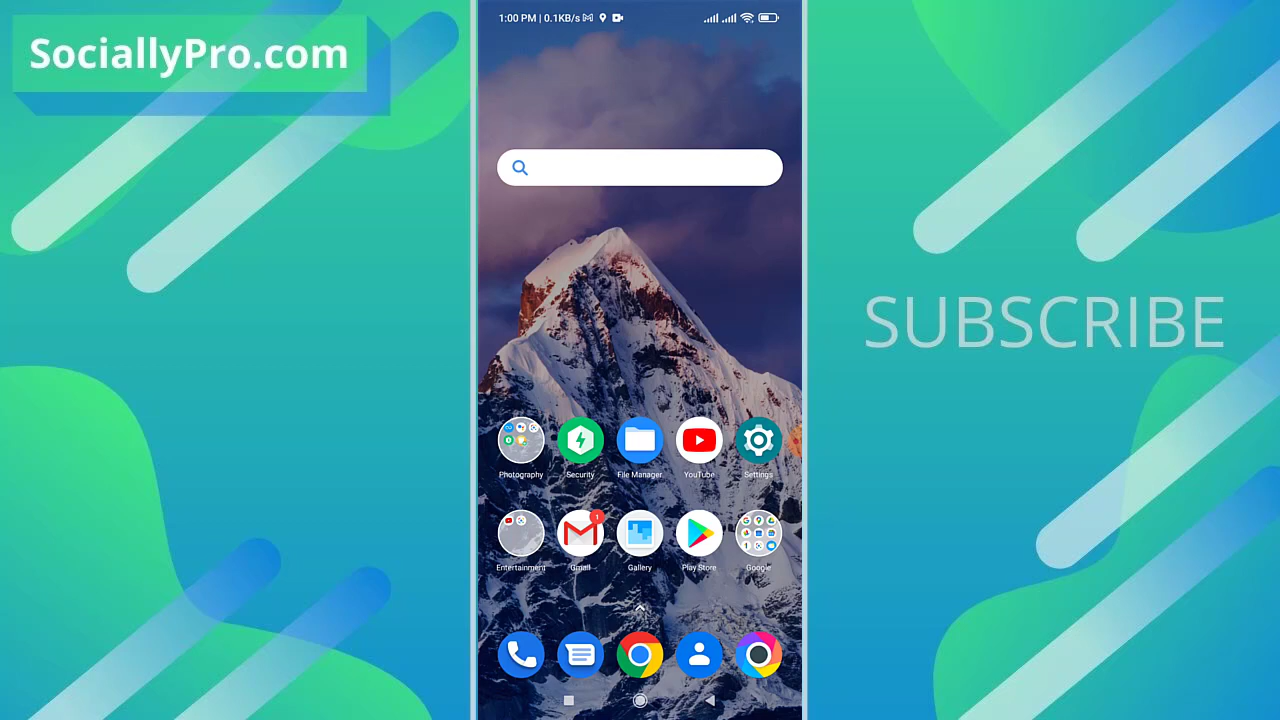 SociallyPro.com
1:00 PM | 0.1KB/s
SUBSCRIBE
Photography
Security
File Manager
YouTube
Settings
1
Entertainment
Gmail
Gallery
Play Store
Google